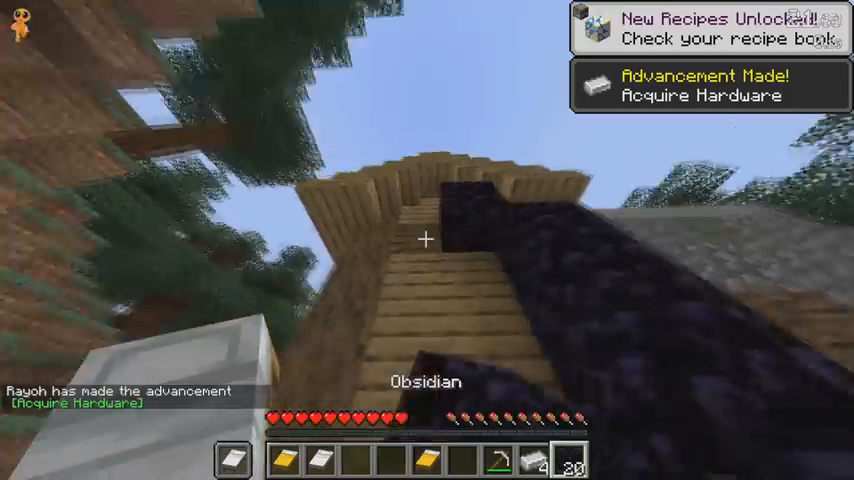 New Recipes Unlocked!
Check your recipe book
Advancement Made!
Acquire Hardware
Obsidian
Rayoh has made the advancement
[Acquire Hardware]
4
20